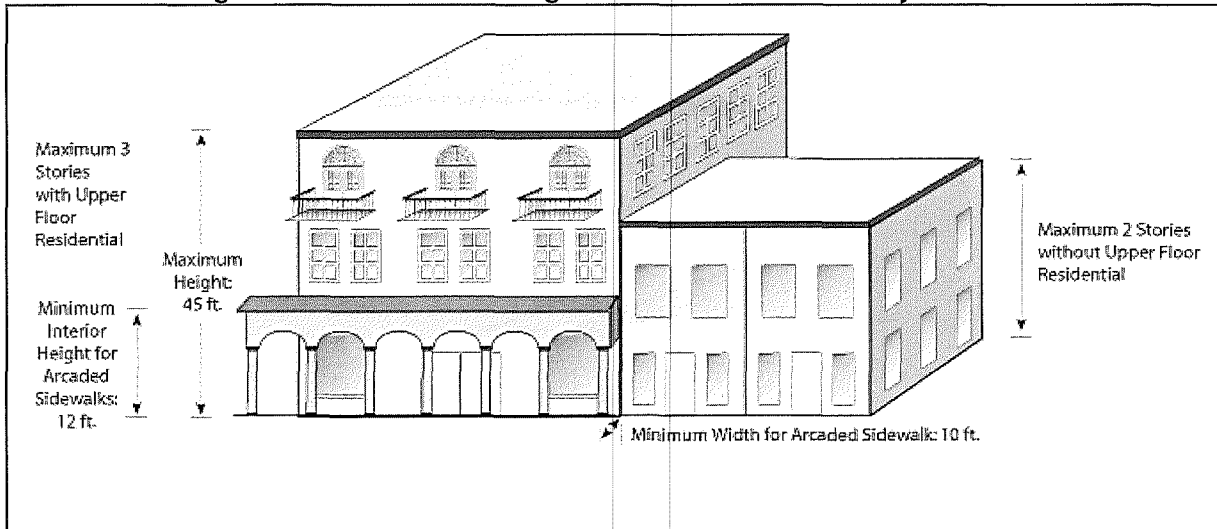 Maximum 3
Stories
with Upper
Floor
Residential
Maximum
Height:
45 ft.
Minimum
Interior
Height for
Arcaded
Sidewalks:
12 ft.
Maximum 2 Stories
without Upper Floor
Residential
Minimum Width for Arcaded Sidewalk: 10 ft.